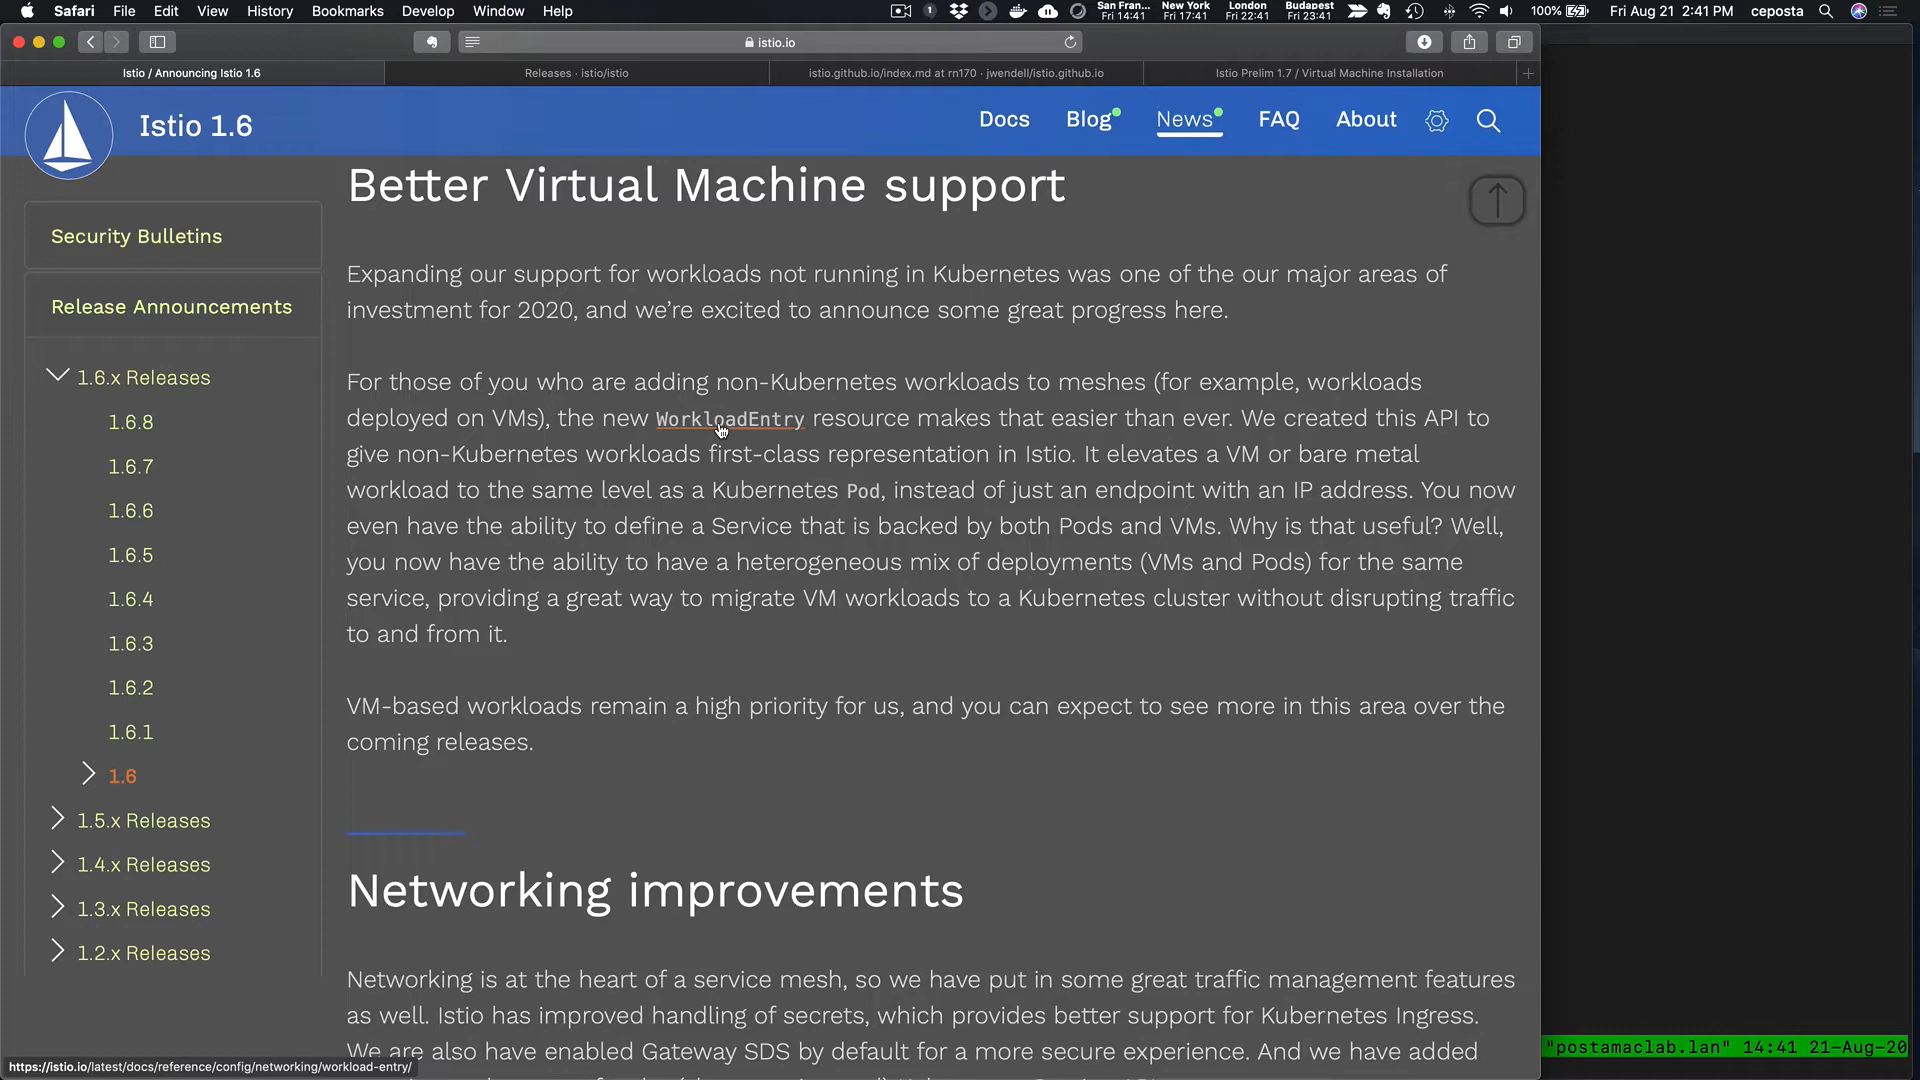 Safari File Edit View History Bookmarks Develop Window Help
1
San Fran... Fri 14:41
New York Fri 17:41
London Fri 22:41
Budapest Fri 23:41
100%
Fri Aug 21 2:41 PM ceposta
istio.io
Istio / Announcing Istio 1.6
Releases · istio/istio
istio.github.io/index.md at rn170 · jwendell/istio.github.io
Istio Prelim 1.7 / Virtual Machine Installation
Istio 1.6
Docs Blog News FAQ About
Security Bulletins
Release Announcements
1.6.x Releases
1.6.8
1.6.7
1.6.6
1.6.5
1.6.4
1.6.3
1.6.2
1.6.1
1.6
1.5.x Releases
1.4.x Releases
1.3.x Releases
1.2.x Releases
Better Virtual Machine support
Expanding our support for workloads not running in Kubernetes was one of the our major areas of
investment for 2020, and we're excited to announce some great progress here.
For those of you who are adding non-Kubernetes workloads to meshes (for example, workloads
deployed on VMs), the new WorkloadEntry resource makes that easier than ever. We created this API to
give non-Kubernetes workloads first-class representation in Istio. It elevates a VM or bare metal
workload to the same level as a Kubernetes Pod, instead of just an endpoint with an IP address. You now
even have the ability to define a Service that is backed by both Pods and VMs. Why is that useful? Well,
you now have the ability to have a heterogeneous mix of deployments (VMs and Pods) for the same
service, providing a great way to migrate VM workloads to a Kubernetes cluster without disrupting traffic
to and from it.
VM-based workloads remain a high priority for us, and you can expect to see more in this area over the
coming releases.
Networking improvements
Networking is at the heart of a service mesh, so we have put in some great traffic management features
as well. Istio has improved handling of secrets, which provides better support for Kubernetes Ingress.
We are also have enabled Gateway SDS by default for a more secure experience. And we have added
https://istio.io/latest/docs/reference/config/networking/workload-entry/
"postamaclab.lan" 14:41 21-Aug-20